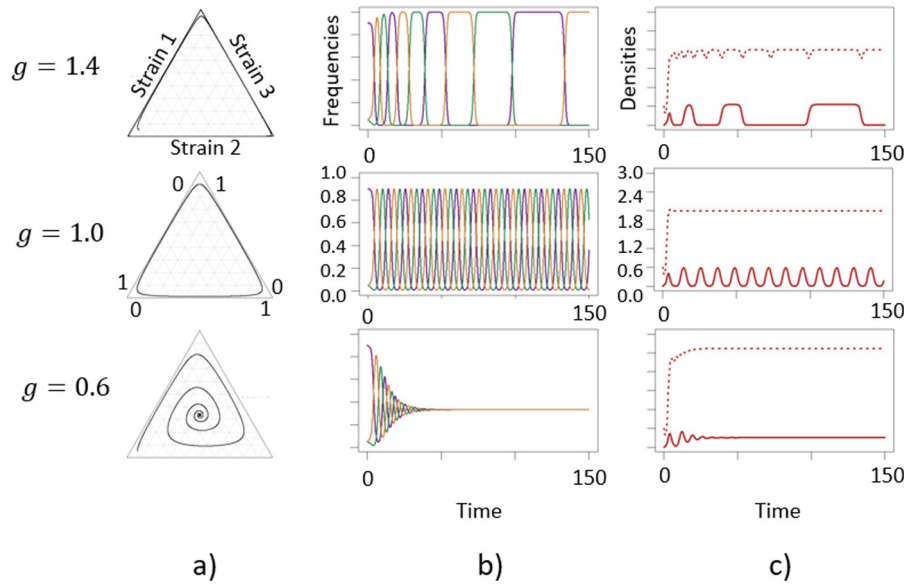 g = 1.4
Strain 1
Strain 3
Strain 2
Frequencies
0
150
Densities
0
150
g = 1.0
0 1
1 0
0 1
1.0
0.8
0.6
0.4
0.2
0.0
0
150
3.0
2.4
1.8
1.2
0.6
0.0
0
150
g = 0.6
0
150
Time
0
150
Time
a) b) c)